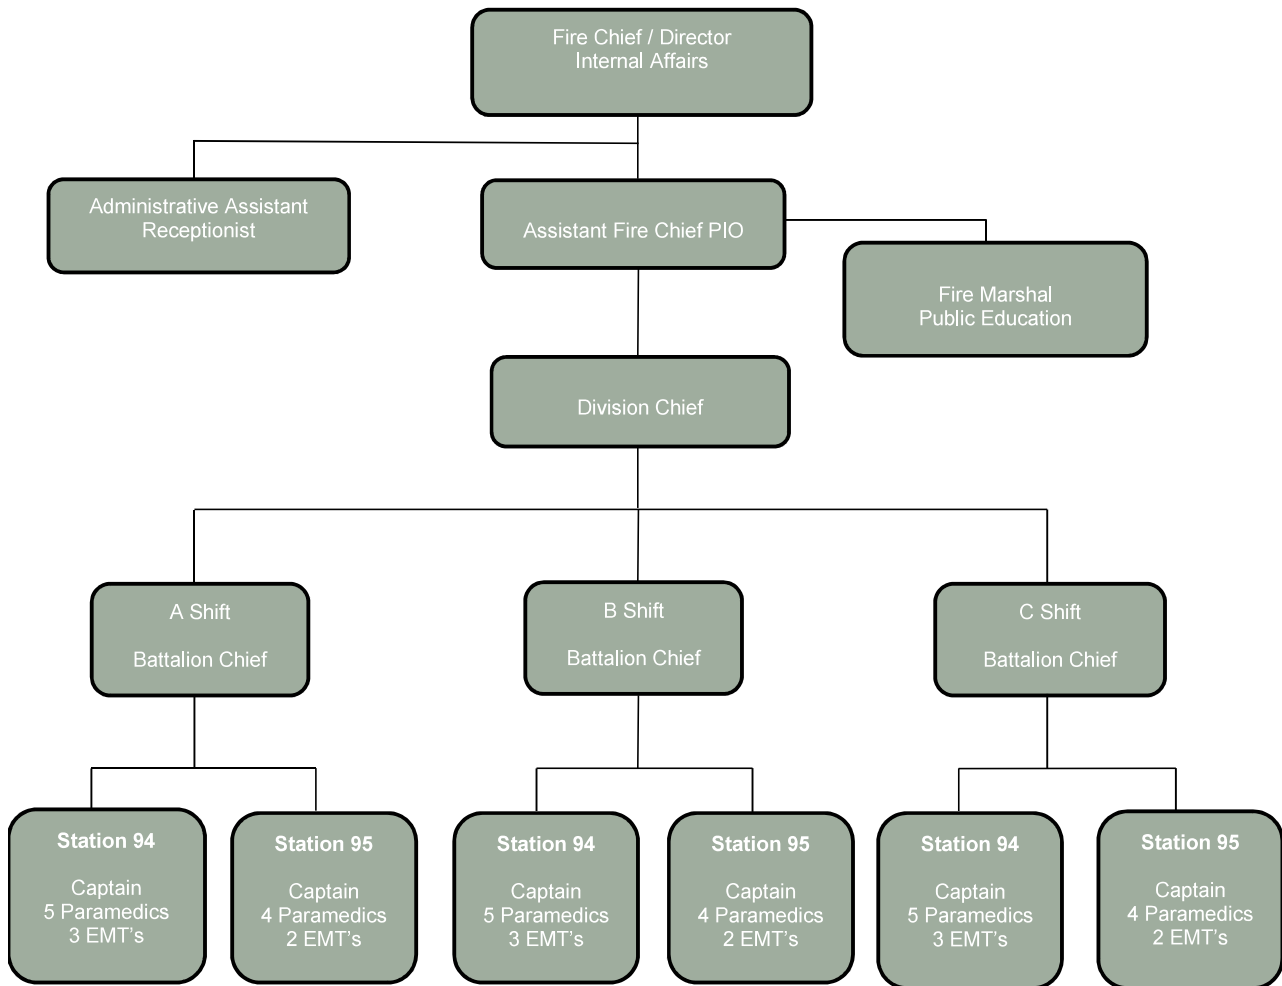 Fire Chief / Director
Internal Affairs
Administrative Assistant
Receptionist
Assistant Fire Chief PIO
Fire Marshal
Public Education
Division Chief
A Shift
Battalion Chief
B Shift
Battalion Chief
C Shift
Battalion Chief
Station 94
Captain
5 Paramedics
3 EMT’s
Station 95
Captain
4 Paramedics
2 EMT’s
Station 94
Captain
5 Paramedics
3 EMT’s
Station 95
Captain
4 Paramedics
2 EMT’s
Station 94
Captain
5 Paramedics
3 EMT’s
Station 95
Captain
4 Paramedics
2 EMT’s